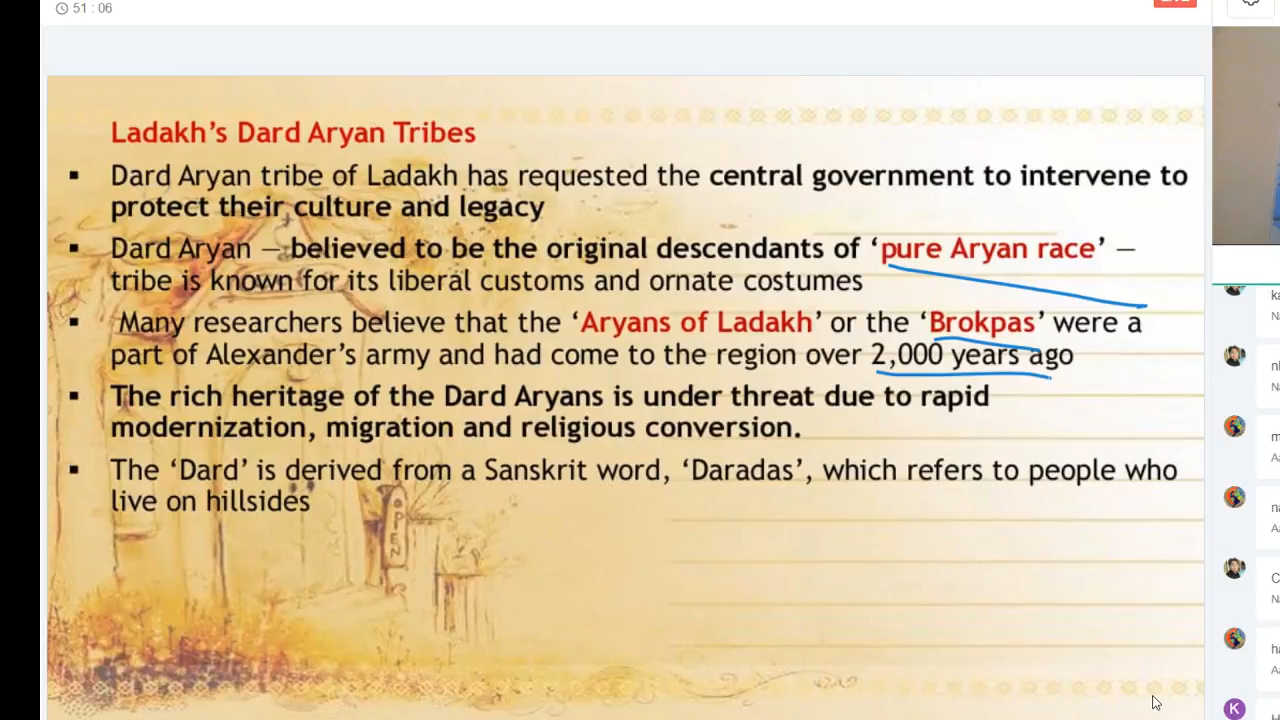 51 : 06
Ladakh's Dard Aryan Tribes
▪ Dard Aryan tribe of Ladakh has requested the central government to intervene to
protect their culture and legacy
▪ Dard Aryan — believed to be the original descendants of 'pure Aryan race' —
tribe is known for its liberal customs and ornate costumes
▪ Many researchers believe that the 'Aryans of Ladakh' or the 'Brokpas' were a
part of Alexander's army and had come to the region over 2,000 years ago
▪ The rich heritage of the Dard Aryans is under threat due to rapid
modernization, migration and religious conversion.
▪ The 'Dard' is derived from a Sanskrit word, 'Daradas', which refers to people who
live on hillsides
OPEN
K